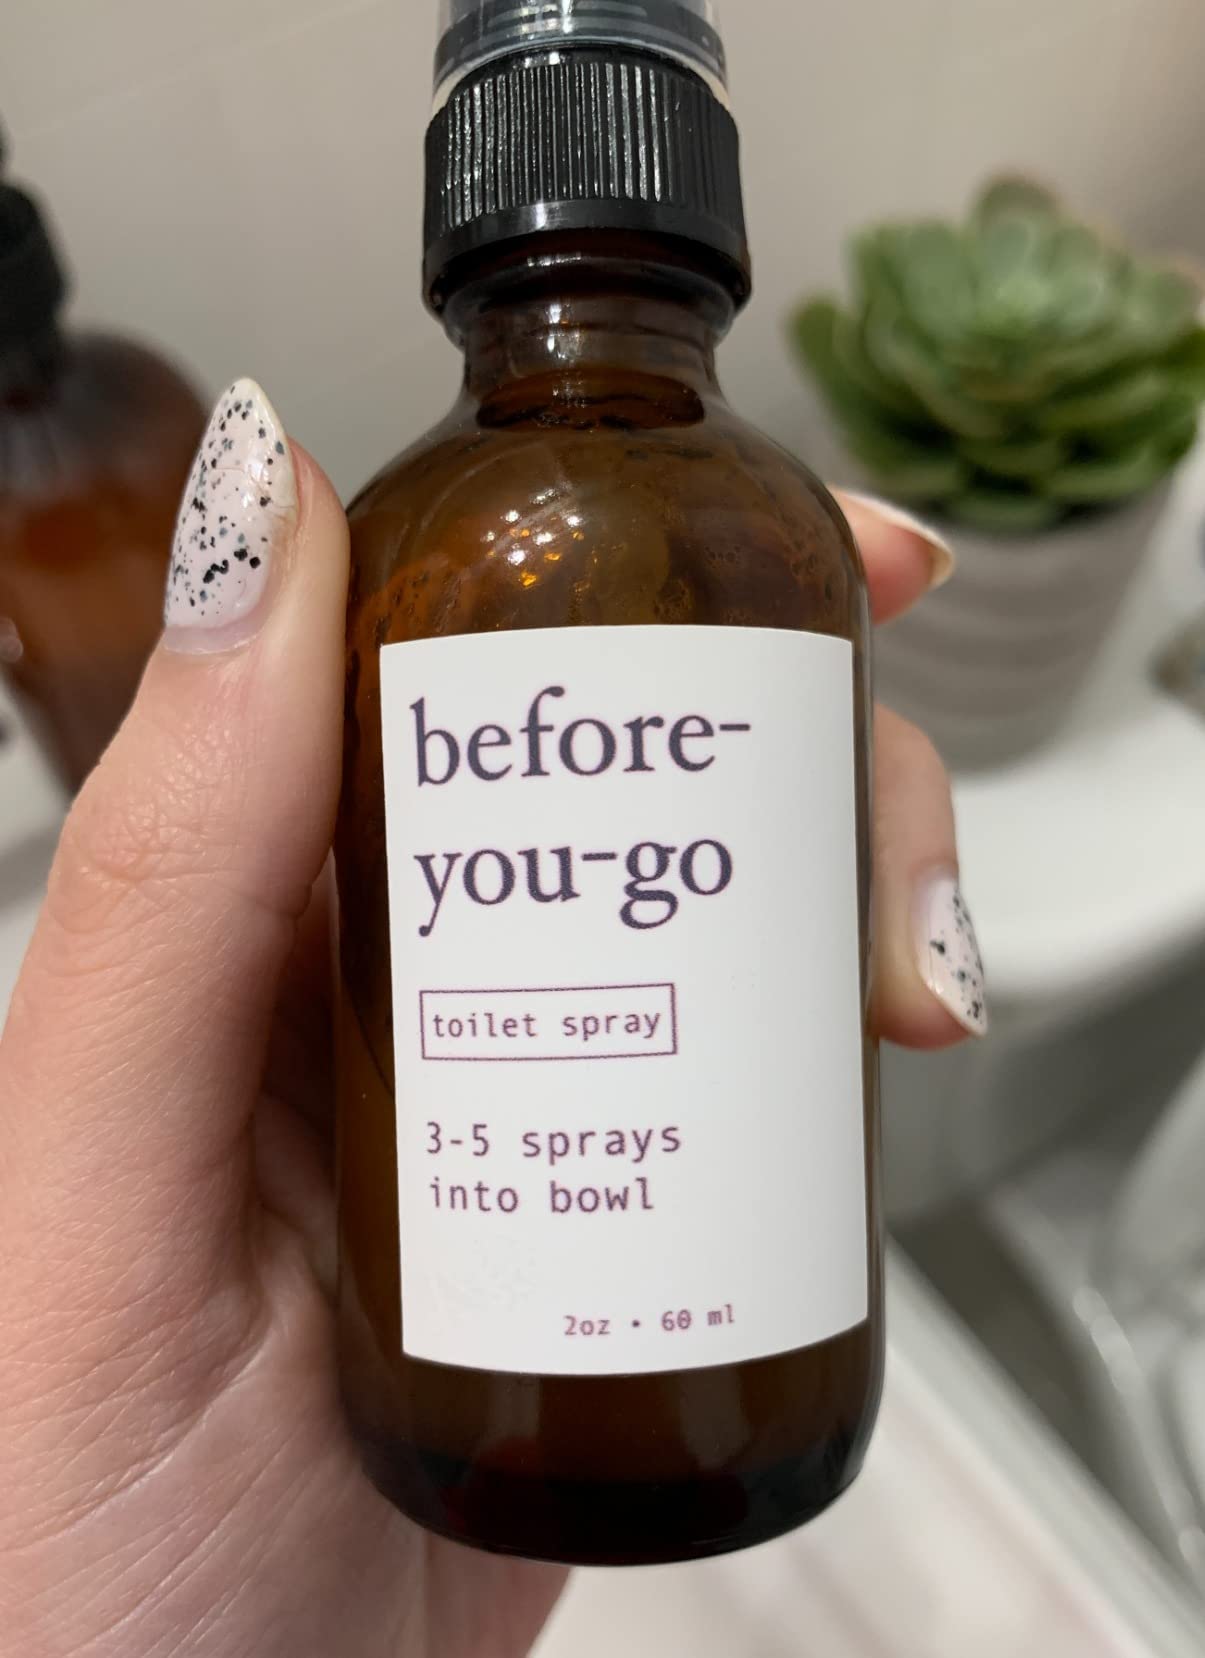 before-
you-go
toilet spray
3-5 sprays
into bowl
2oz • 60 ml